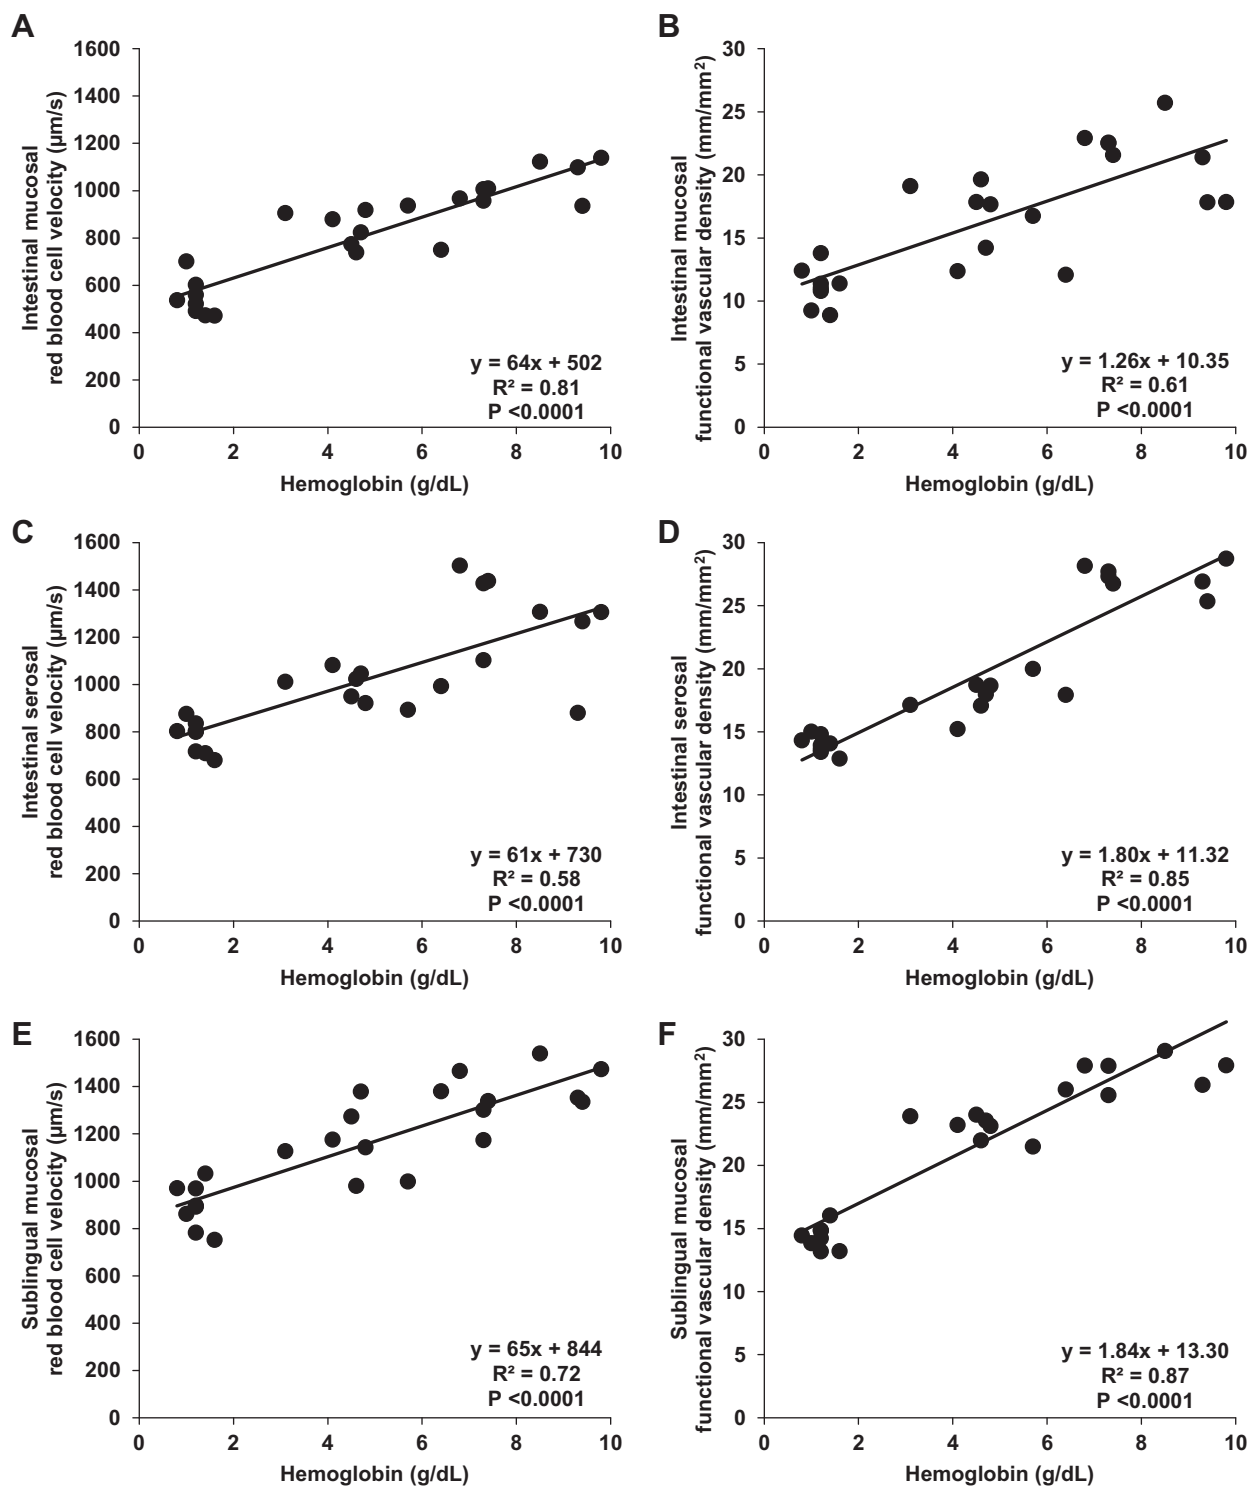 A
Intestinal mucosal
red blood cell velocity (µm/s)
1600
1400
1200
1000
800
600
400
200
0
0 2 4 6 8 10
Hemoglobin (g/dL)
y = 64x + 502
R² = 0.81
P <0.0001
B
Intestinal mucosal
functional vascular density (mm/mm²)
30
25
20
15
10
5
0
0 2 4 6 8 10
Hemoglobin (g/dL)
y = 1.26x + 10.35
R² = 0.61
P <0.0001
C
Intestinal serosal
red blood cell velocity (µm/s)
1600
1400
1200
1000
800
600
400
200
0
0 2 4 6 8 10
Hemoglobin (g/dL)
y = 61x + 730
R² = 0.58
P <0.0001
D
Intestinal serosal
functional vascular density (mm/mm²)
30
25
20
15
10
5
0
0 2 4 6 8 10
Hemoglobin (g/dL)
y = 1.80x + 11.32
R² = 0.85
P <0.0001
E
Sublingual mucosal
red blood cell velocity (µm/s)
1600
1400
1200
1000
800
600
400
200
0
0 2 4 6 8 10
Hemoglobin (g/dL)
y = 65x + 844
R² = 0.72
P <0.0001
F
Sublingual mucosal
functional vascular density (mm/mm²)
30
25
20
15
10
5
0
0 2 4 6 8 10
Hemoglobin (g/dL)
y = 1.84x + 13.30
R² = 0.87
P <0.0001